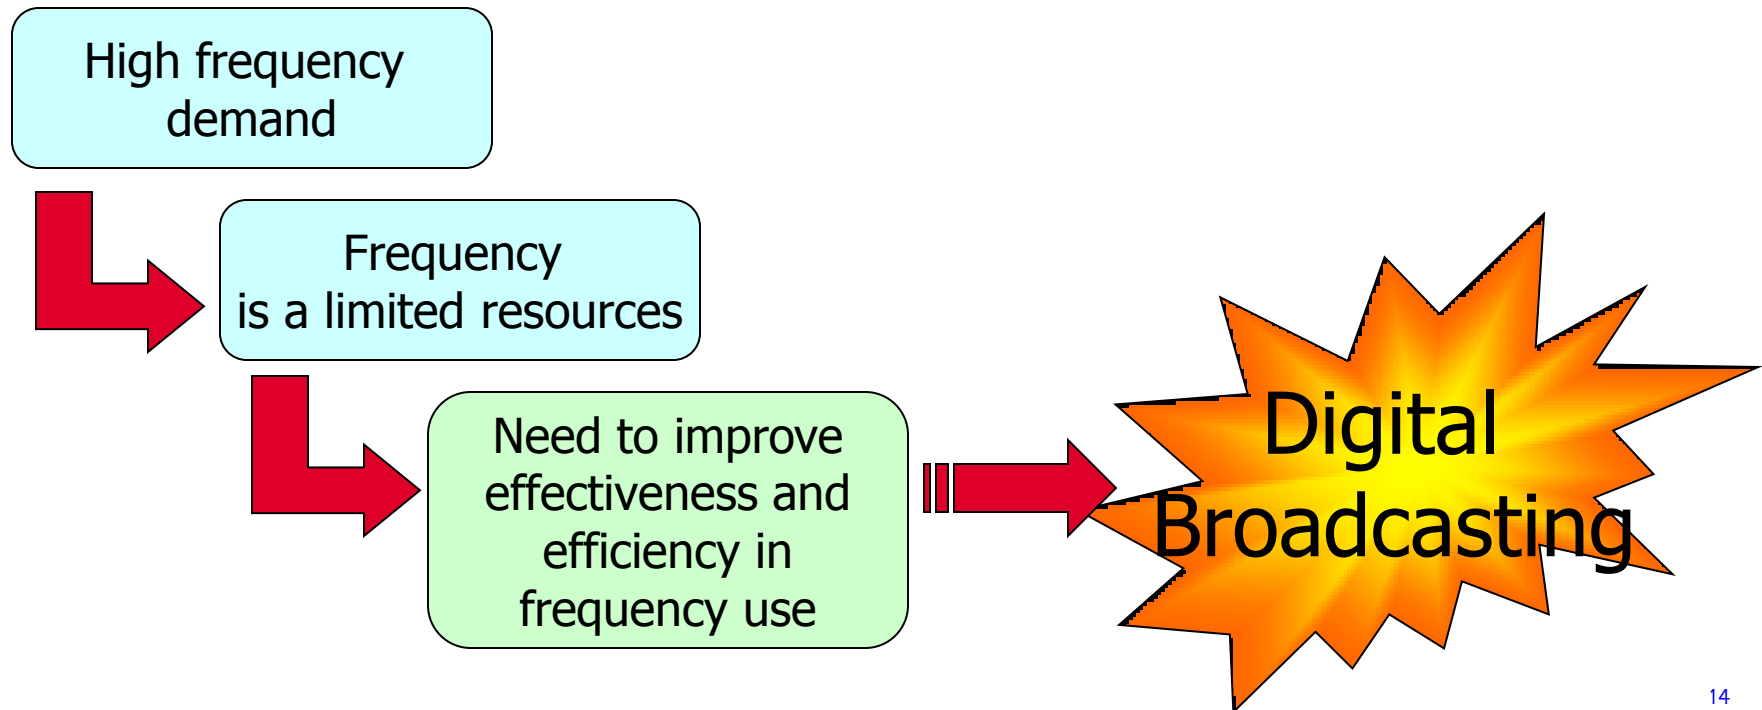 High frequency
demand
Frequency
is a limited resources
Need to improve
effectiveness and
efficiency in
frequency use
Digital
Broadcasting
14